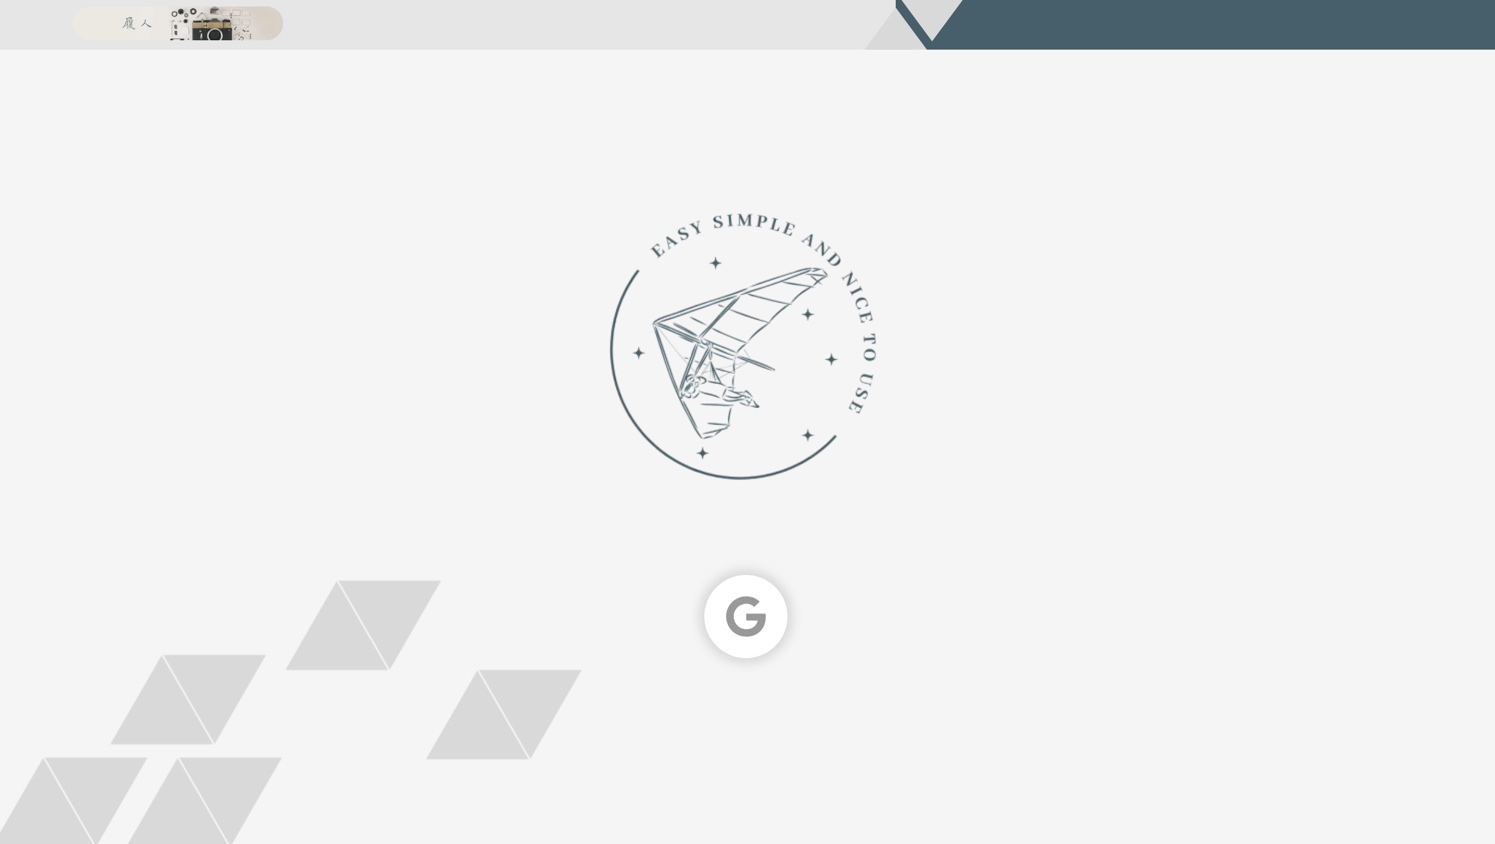 履人
EASY SIMPLE AND NICE TO USE
G